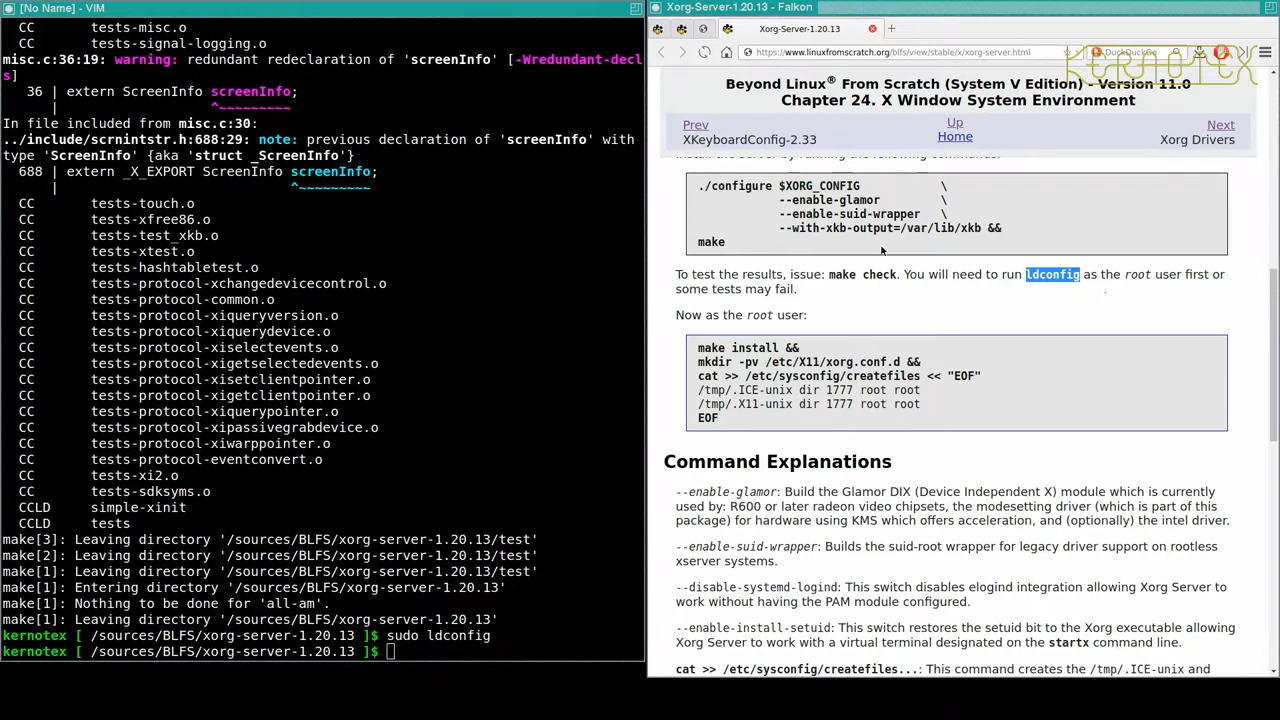 [No Name] - VIM
CC tests-misc.o
CC tests-signal-logging.o
misc.c:36:19: warning: redundant redeclaration of 'screenInfo' [-Wredundant-decl
s]
36 | extern ScreenInfo screenInfo;
| ^~~~~~~~~~
In file included from misc.c:30:
../include/scrnintstr.h:688:29: note: previous declaration of 'screenInfo' with
type 'ScreenInfo' {aka 'struct _ScreenInfo'}
688 | extern _X_EXPORT ScreenInfo screenInfo;
| ^~~~~~~~~~
CC tests-touch.o
CC tests-xfree86.o
CC tests-test_xkb.o
CC tests-xtest.o
CC tests-hashtabletest.o
CC tests-protocol-xchangedevicecontrol.o
CC tests-protocol-common.o
CC tests-protocol-xiqueryversion.o
CC tests-protocol-xiquerydevice.o
CC tests-protocol-xiselectevents.o
CC tests-protocol-xigetselectedevents.o
CC tests-protocol-xisetclientpointer.o
CC tests-protocol-xigetclientpointer.o
CC tests-protocol-xiquerypointer.o
CC tests-protocol-xipassivegrabdevice.o
CC tests-protocol-xiwarppointer.o
CC tests-protocol-eventconvert.o
CC tests-xi2.o
CC tests-sdksyms.o
CCLD simple-xinit
CCLD tests
make[3]: Leaving directory '/sources/BLFS/xorg-server-1.20.13/test'
make[2]: Leaving directory '/sources/BLFS/xorg-server-1.20.13/test'
make[1]: Leaving directory '/sources/BLFS/xorg-server-1.20.13/test'
make[1]: Entering directory '/sources/BLFS/xorg-server-1.20.13'
make[1]: Nothing to be done for 'all-am'.
make[1]: Leaving directory '/sources/BLFS/xorg-server-1.20.13'
kernotex [ /sources/BLFS/xorg-server-1.20.13 ]$ sudo ldconfig
kernotex [ /sources/BLFS/xorg-server-1.20.13 ]$
Xorg-Server-1.20.13 - Falkon
Xorg-Server-1.20.13
https://www.linuxfromscratch.org/blfs/view/stable/x/xorg-server.html
DuckDuckGo
KERNOTEX
Beyond Linux® From Scratch (System V Edition) - Version 11.0
Chapter 24. X Window System Environment
Prev Up Next
XKeyboardConfig-2.33 Home Xorg Drivers
Install the server by running the following commands:
./configure $XORG_CONFIG \
--enable-glamor \
--enable-suid-wrapper \
--with-xkb-output=/var/lib/xkb &&
make
To test the results, issue: make check. You will need to run ldconfig as the root user first or
some tests may fail.
Now as the root user:
make install &&
mkdir -pv /etc/X11/xorg.conf.d &&
cat >> /etc/sysconfig/createfiles << "EOF"
/tmp/.ICE-unix dir 1777 root root
/tmp/.X11-unix dir 1777 root root
EOF
Command Explanations
--enable-glamor: Build the Glamor DIX (Device Independent X) module which is currently
used by: R600 or later radeon video chipsets, the modesetting driver (which is part of this
package) for hardware using KMS which offers acceleration, and (optionally) the intel driver.
--enable-suid-wrapper: Builds the suid-root wrapper for legacy driver support on rootless
xserver systems.
--disable-systemd-logind: This switch disables elogind integration allowing Xorg Server to
work without having the PAM module configured.
--enable-install-setuid: This switch restores the setuid bit to the Xorg executable allowing
Xorg Server to work with a virtual terminal designated on the startx command line.
cat >> /etc/sysconfig/createfiles...: This command creates the /tmp/.ICE-unix and